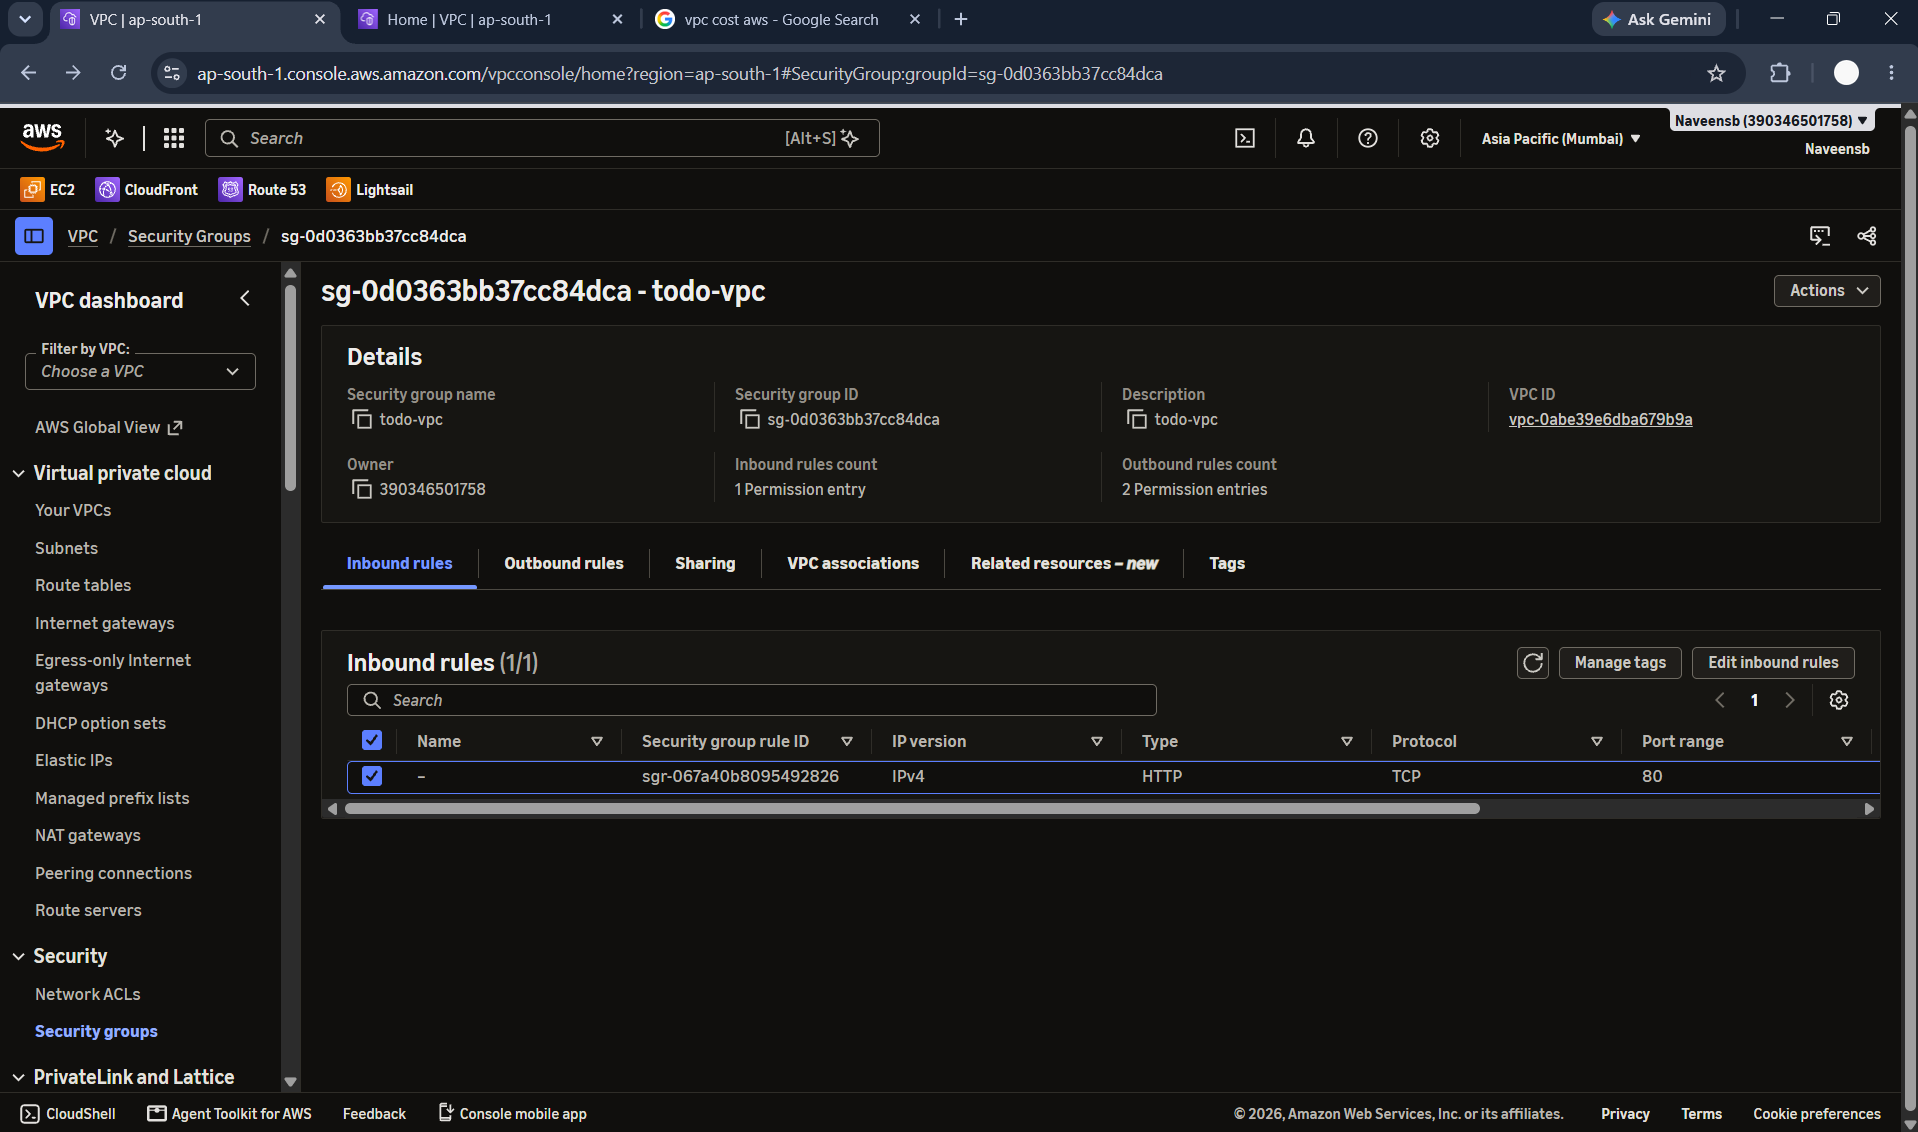 VPC | ap-south-1
Home | VPC | ap-south-1
vpc cost aws - Google Search
Ask Gemini
ap-south-1.console.aws.amazon.com/vpcconsole/home?region=ap-south-1#SecurityGroup:groupId=sg-0d0363bb37cc84dca
aws
Search
[Alt+S]
Asia Pacific (Mumbai)
Naveensb (390346501758)
Naveensb
EC2
CloudFront
Route 53
Lightsail
VPC / Security Groups / sg-0d0363bb37cc84dca
VPC dashboard
Filter by VPC:
Choose a VPC
AWS Global View
Virtual private cloud
Your VPCs
Subnets
Route tables
Internet gateways
Egress-only Internet
gateways
DHCP option sets
Elastic IPs
Managed prefix lists
NAT gateways
Peering connections
Route servers
Security
Network ACLs
Security groups
PrivateLink and Lattice
sg-0d0363bb37cc84dca - todo-vpc
Actions
Details
Security group name
todo-vpc
Security group ID
sg-0d0363bb37cc84dca
Description
todo-vpc
VPC ID
vpc-0abe39e6dba679b9a
Owner
390346501758
Inbound rules count
1 Permission entry
Outbound rules count
2 Permission entries
Inbound rules
Outbound rules
Sharing
VPC associations
Related resources – new
Tags
Inbound rules (1/1)
Manage tags
Edit inbound rules
Search
1
Name
Security group rule ID
IP version
Type
Protocol
Port range
–
sgr-067a40b8095492826
IPv4
HTTP
TCP
80
CloudShell
Agent Toolkit for AWS
Feedback
Console mobile app
© 2026, Amazon Web Services, Inc. or its affiliates.
Privacy
Terms
Cookie preferences